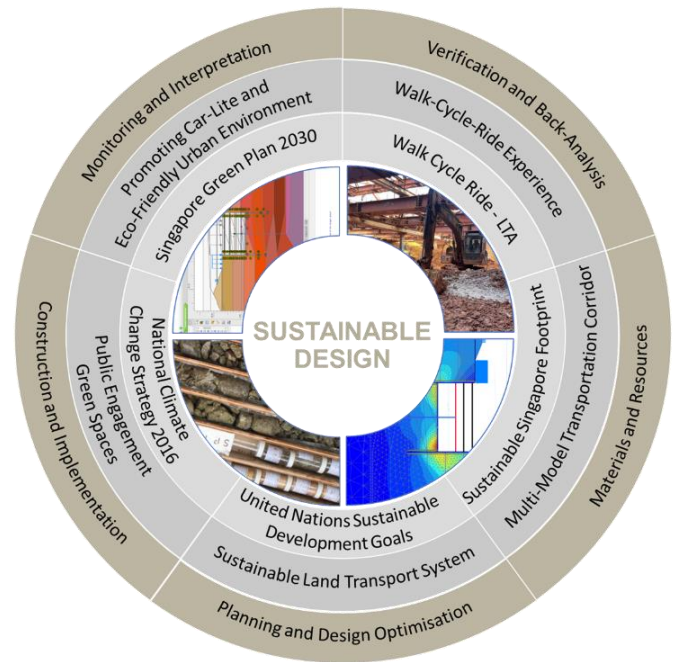 Monitoring and Interpretation
Verification and Back-Analysis
Promoting Car-Lite and
Eco-Friendly Urban Environment
Walk-Cycle-Ride Experience
Singapore Green Plan 2030
Walk Cycle Ride - LTA
SUSTAINABLE
DESIGN
Construction and Implementation
Public Engagement
Green Spaces
National Climate
Change Strategy 2016
Sustainable Singapore Footprint
Multi-Model Transportation Corridor
Materials and Resources
United Nations Sustainable
Development Goals
Sustainable Land Transport System
Planning and Design Optimisation